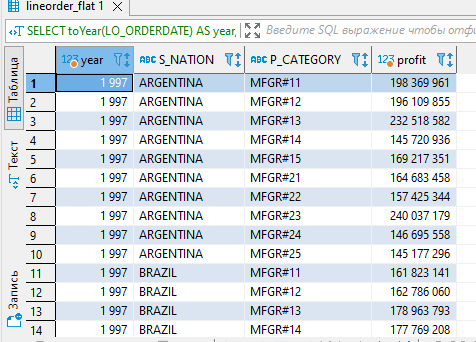 lineorder_flat 1
SELECT toYear(LO_ORDERDATE) AS year, Введите SQL выражение чтобы отфи
Таблица
Текст
Запись
year S_NATION P_CATEGORY profit
1 1 997 ARGENTINA MFGR#11 198 369 961
2 1 997 ARGENTINA MFGR#12 196 109 855
3 1 997 ARGENTINA MFGR#13 232 518 582
4 1 997 ARGENTINA MFGR#14 145 720 936
5 1 997 ARGENTINA MFGR#15 169 217 351
6 1 997 ARGENTINA MFGR#21 164 683 458
7 1 997 ARGENTINA MFGR#22 157 425 344
8 1 997 ARGENTINA MFGR#23 240 037 179
9 1 997 ARGENTINA MFGR#24 146 695 558
10 1 997 ARGENTINA MFGR#25 145 177 296
11 1 997 BRAZIL MFGR#11 161 823 141
12 1 997 BRAZIL MFGR#12 162 786 060
13 1 997 BRAZIL MFGR#13 178 963 793
14 1 997 BRAZIL MFGR#14 177 769 208